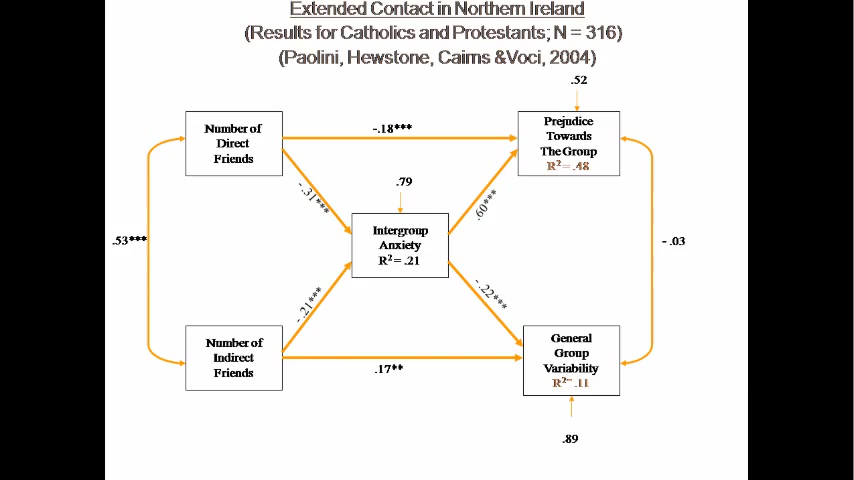 Extended Contact in Northern Ireland
(Results for Catholics and Protestants; N = 316)
(Paolini, Hewstone, Cairns &Voci, 2004)
.52
Number of
Direct
Friends
-.18***
Prejudice
Towards
The Group
R² = .48
- .31***
.79
.60***
.53***
Intergroup
Anxiety
R² = .21
- .03
- .21***
- .22***
Number of
Indirect
Friends
.17**
General
Group
Variability
R² = .11
.89